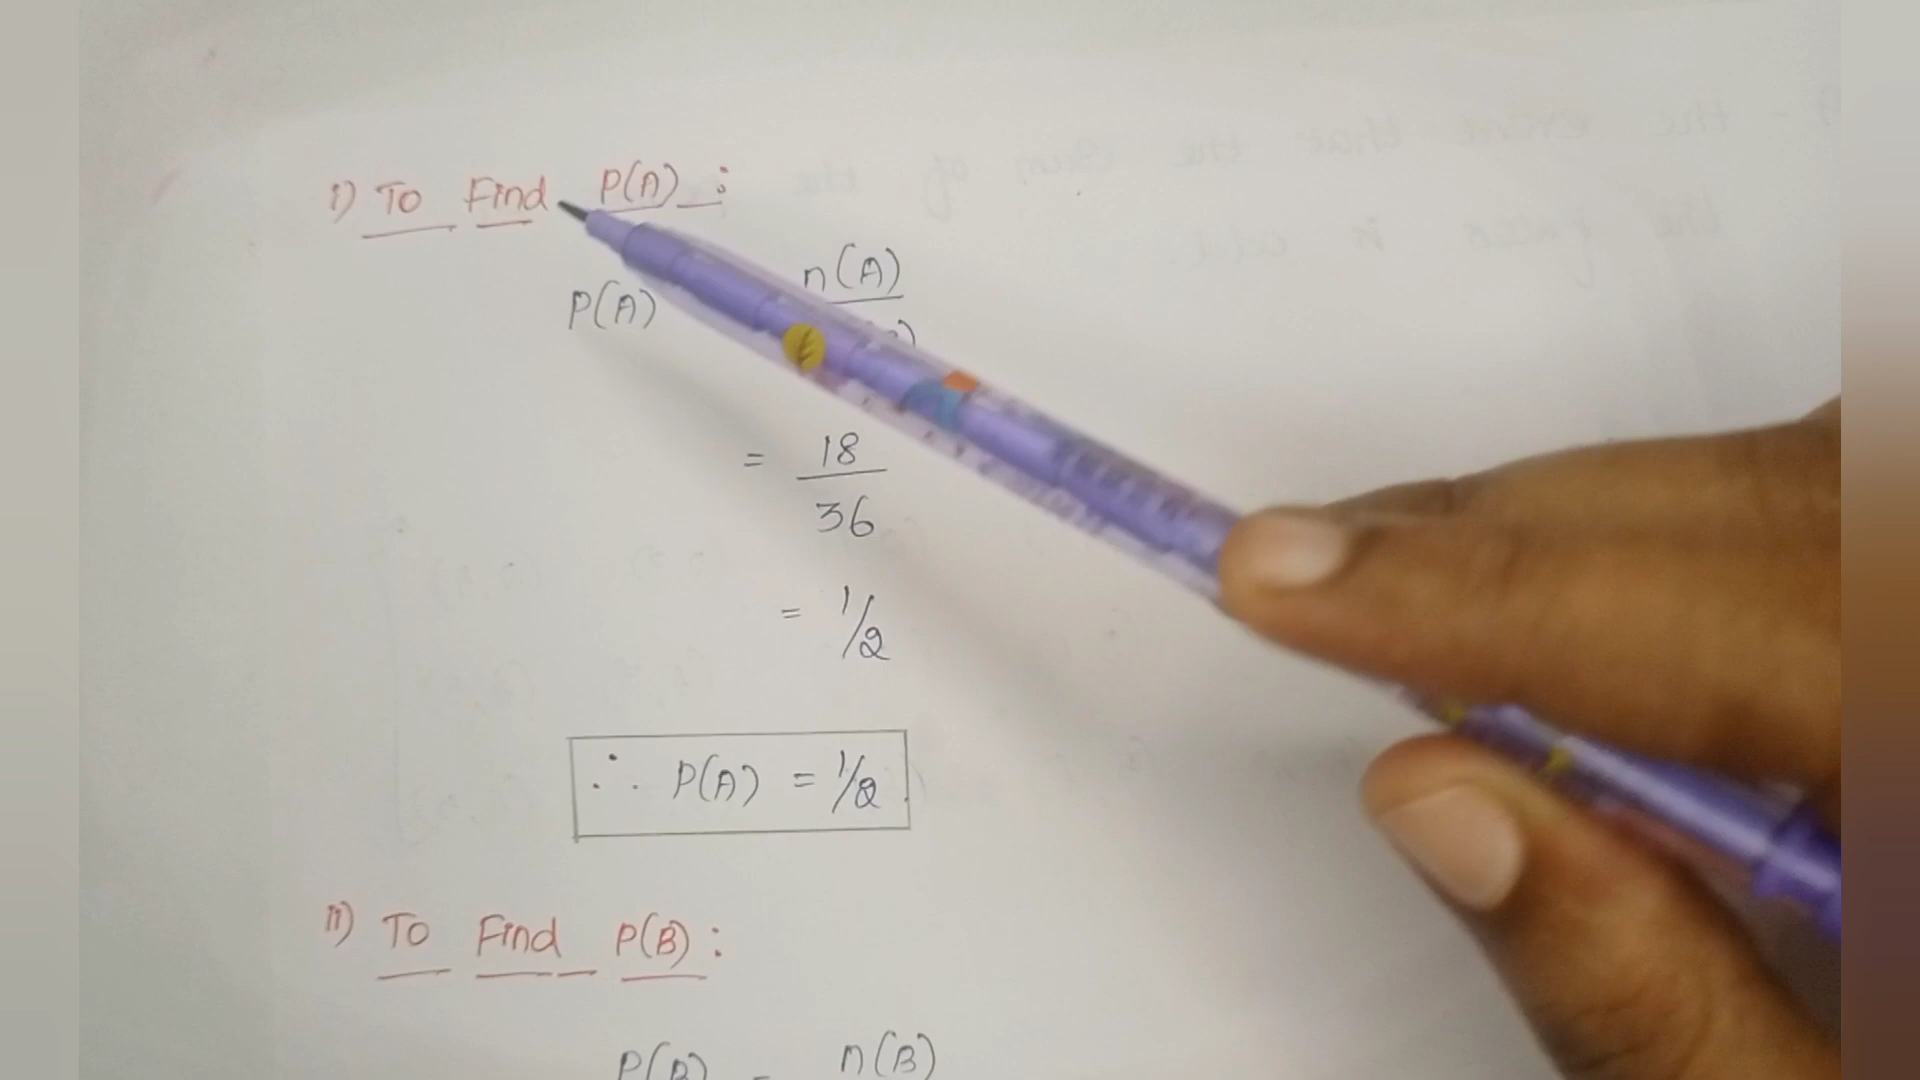 i) To Find P(A) :
P(A) n(A)
= 18
36
= 1/2
∴ P(A) = 1/2
ii) To Find P(B) :
P(B) = n(B)